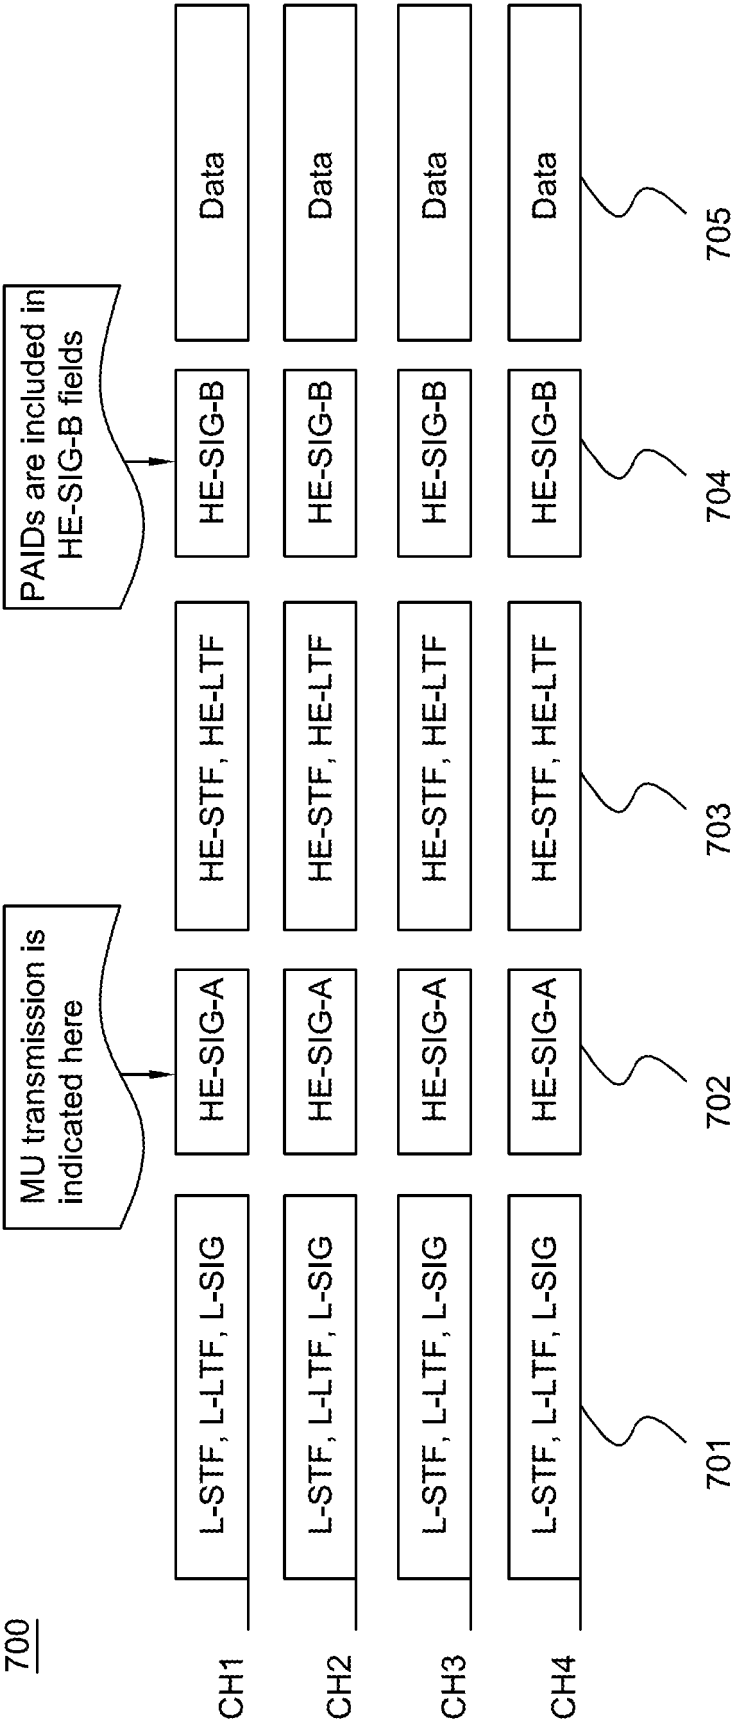 700
MU transmission is
indicated here
PAIDs are included in
HE-SIG-B fields
CH1
L-STF, L-LTF, L-SIG
HE-SIG-A
HE-STF, HE-LTF
HE-SIG-B
Data
CH2
L-STF, L-LTF, L-SIG
HE-SIG-A
HE-STF, HE-LTF
HE-SIG-B
Data
CH3
L-STF, L-LTF, L-SIG
HE-SIG-A
HE-STF, HE-LTF
HE-SIG-B
Data
CH4
L-STF, L-LTF, L-SIG
HE-SIG-A
HE-STF, HE-LTF
HE-SIG-B
Data
701
702
703
704
705